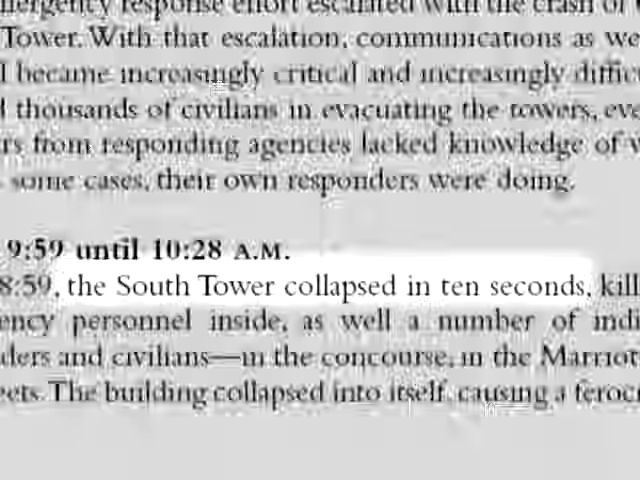 mergency response effort escalated with the crash of
Tower. With that escalation, communications as we
l became increasingly critical and increasingly diffic
d thousands of civilians in evacuating the towers, eve
rs from responding agencies lacked knowledge of w
some cases, their own responders were doing.
9:59 until 10:28 A.M.
8:59, the South Tower collapsed in ten seconds, kill
ency personnel inside, as well a number of indi
ders and civilians—in the concourse, in the Marriot
eets. The building collapsed into itself, causing a feroc